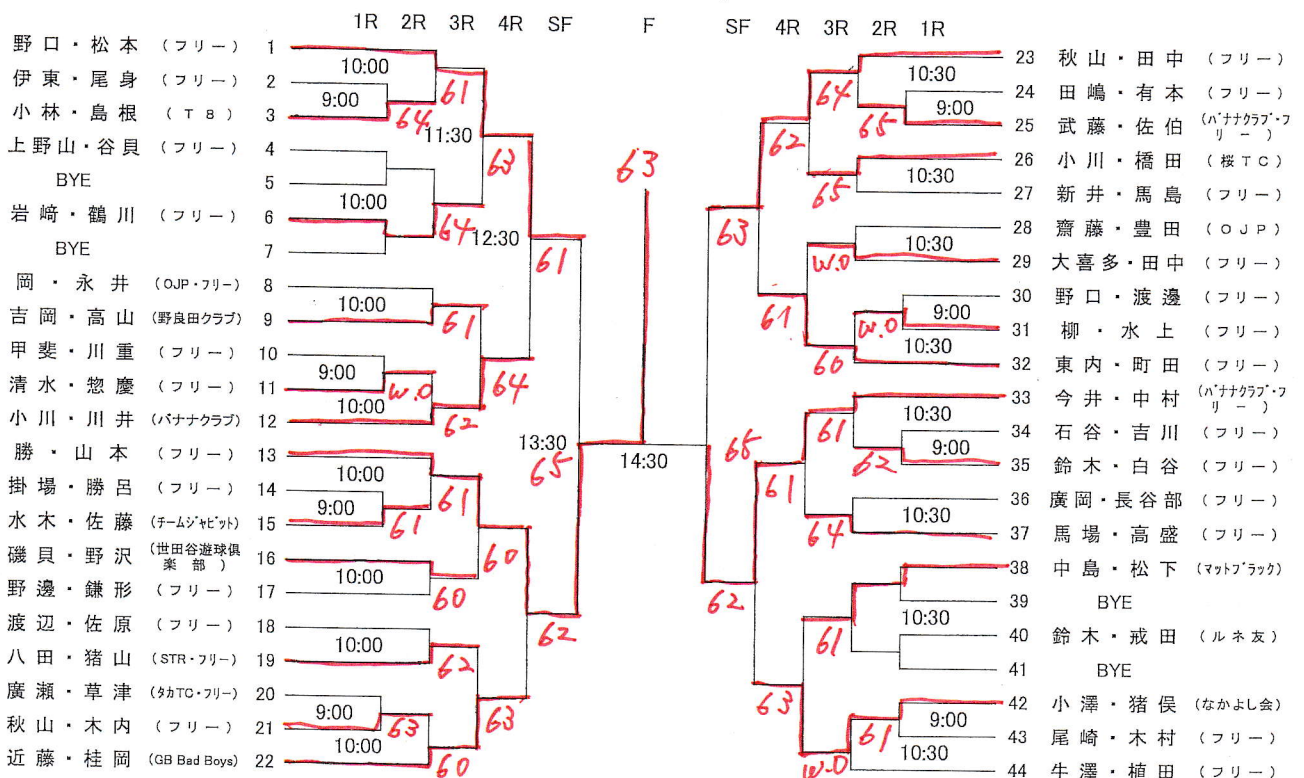 1R 2R 3R 4R SF F SF 4R 3R 2R 1R
野口・松本 (フリー) 1
伊東・尾身 (フリー) 2
小林・島根 (T8) 3
上野山・谷貝 (フリー) 4
BYE 5
岩崎・鶴川 (フリー) 6
BYE 7
岡・永井 (OJP・フリー) 8
吉岡・高山 (野良田クラブ) 9
甲斐・川重 (フリー) 10
清水・惣慶 (フリー) 11
小川・川井 (バナナクラブ) 12
勝・山本 (フリー) 13
掛場・勝呂 (フリー) 14
水木・佐藤 (チームジャビット) 15
磯貝・野沢 (世田谷遊球倶楽部) 16
野邊・鎌形 (フリー) 17
渡辺・佐原 (フリー) 18
八田・猪山 (STR・フリー) 19
廣瀬・草津 (タカTC・フリー) 20
秋山・木内 (フリー) 21
近藤・桂岡 (GB Bad Boys) 22
10:00
9:00
64
61
11:30
63
10:00
64
12:30
61
10:00
61
9:00
w.o
64
10:00
62
13:30
65
10:00
9:00
61
61
60
10:00
60
62
10:00
62
9:00
63
63
10:00
60
63
14:30
23 秋山・田中 (フリー)
24 田嶋・有本 (フリー)
25 武藤・佐伯 (バナナクラブ・フリー)
26 小川・橋田 (桜TC)
27 新井・馬島 (フリー)
28 齋藤・豊田 (OJP)
29 大喜多・田中 (フリー)
30 野口・渡邊 (フリー)
31 柳・水上 (フリー)
32 東内・町田 (フリー)
33 今井・中村 (バナナクラブ・フリー)
34 石谷・吉川 (フリー)
35 鈴木・白谷 (フリー)
36 廣岡・長谷部 (フリー)
37 馬場・高盛 (フリー)
38 中島・松下 (マットブラック)
39 BYE
40 鈴木・戒田 (ルネ友)
41 BYE
42 小澤・猪俣 (なかよし会)
43 尾崎・木村 (フリー)
44 牛澤・植田 (フリー)
10:30
64
9:00
65
62
10:30
65
63
10:30
w.o
61
9:00
w.o
10:30
60
10:30
61
9:00
62
65
61
10:30
64
62
10:30
61
63
9:00
61
10:30
w.o